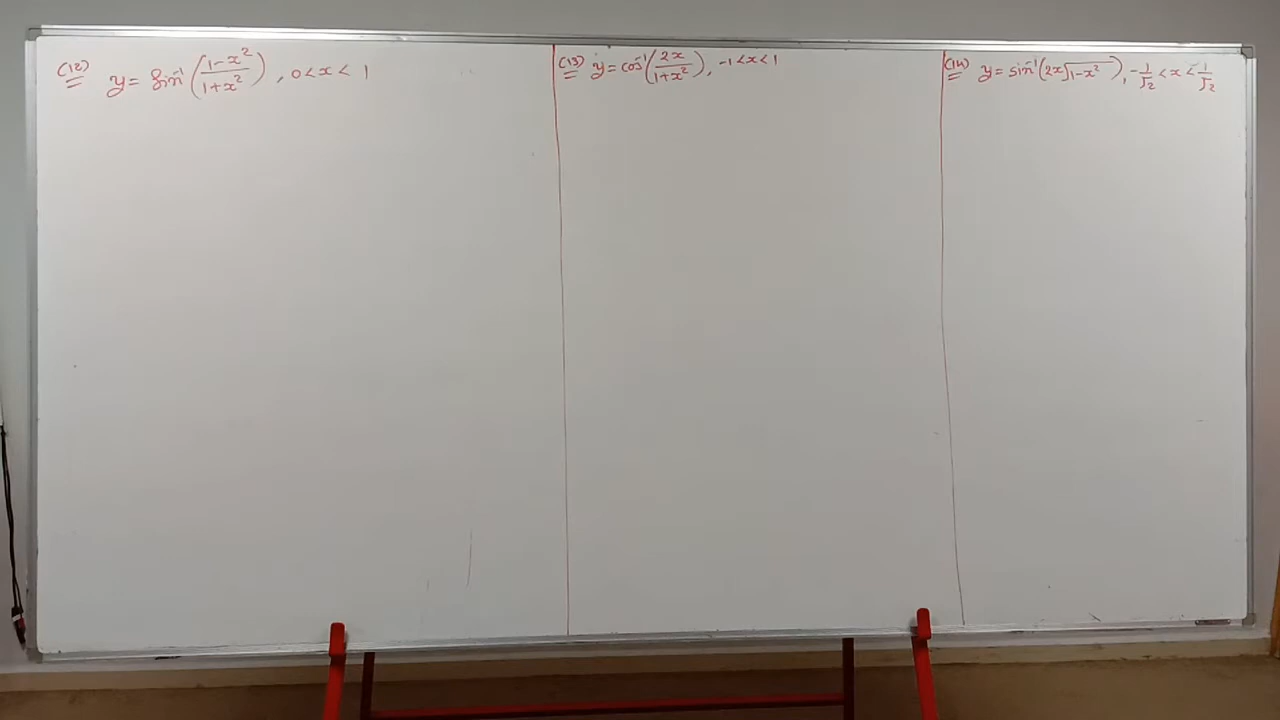 (12) y = sin⁻¹ ((1-x²)/(1+x²)), 0 < x < 1
(13) y = cos⁻¹ (2x/(1+x²)), -1 < x < 1
(14) y = sin⁻¹ (2x√(1-x²)), -1/√2 < x < 1/√2